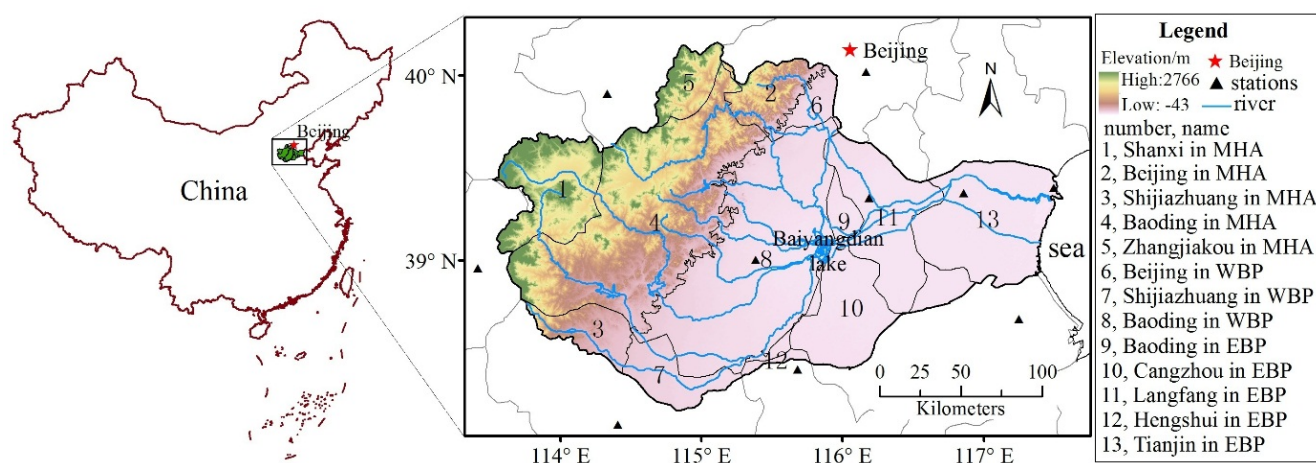 China
Beijing
40° N
39° N
114° E
115° E
116° E
117° E
Beijing
N
5
2
6
1
4
9
11
13
Baiyangdian
lake
sea
8
10
3
12
7
0
50
100
Kilometers
Legend
Elevation/m
High:2766
Low: -43
Beijing
stations
river
number, name
1, Shanxi in MHA
2, Beijing in MHA
3, Shijiazhuang in MHA
4, Baoding in MHA
5, Zhangjiakou in MHA
6, Beijing in WBP
7, Shijiazhuang in WBP
8, Baoding in WBP
9, Baoding in EBP
10, Cangzhou in EBP
11, Langfang in EBP
12, Hengshui in EBP
13, Tianjin in EBP